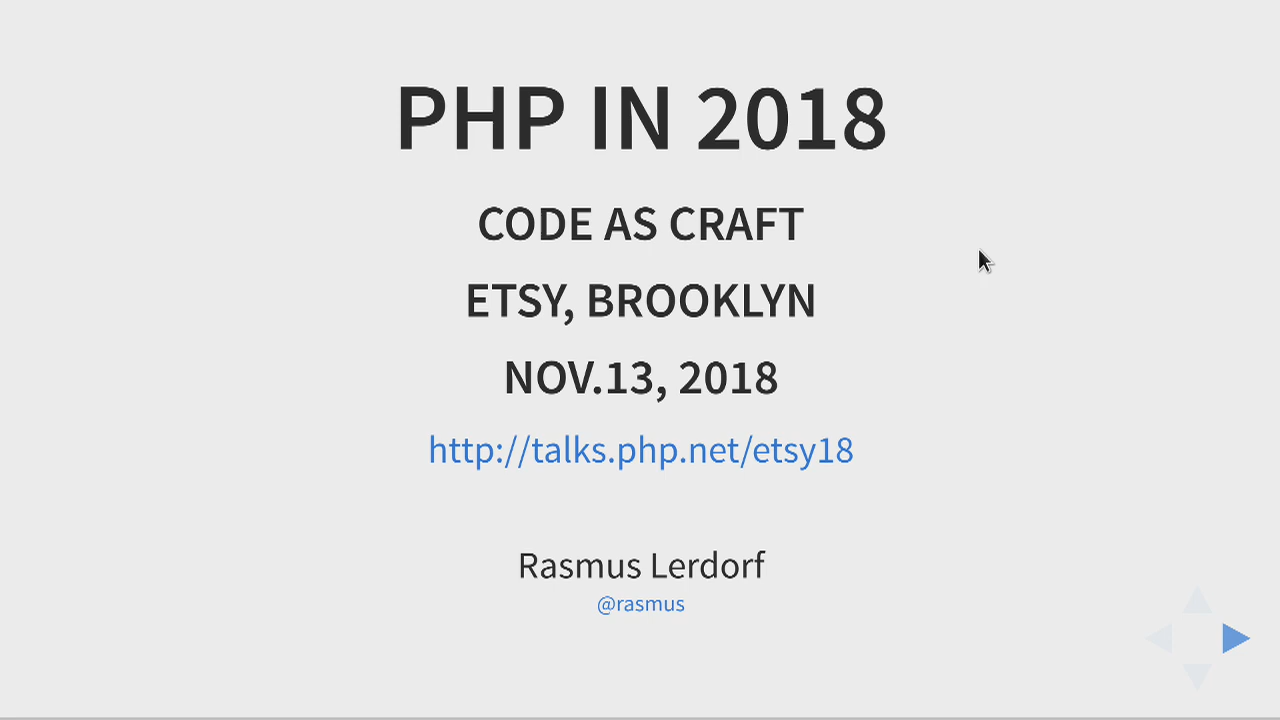 PHP IN 2018
CODE AS CRAFT
ETSY, BROOKLYN
NOV.13, 2018
http://talks.php.net/etsy18
Rasmus Lerdorf
@rasmus